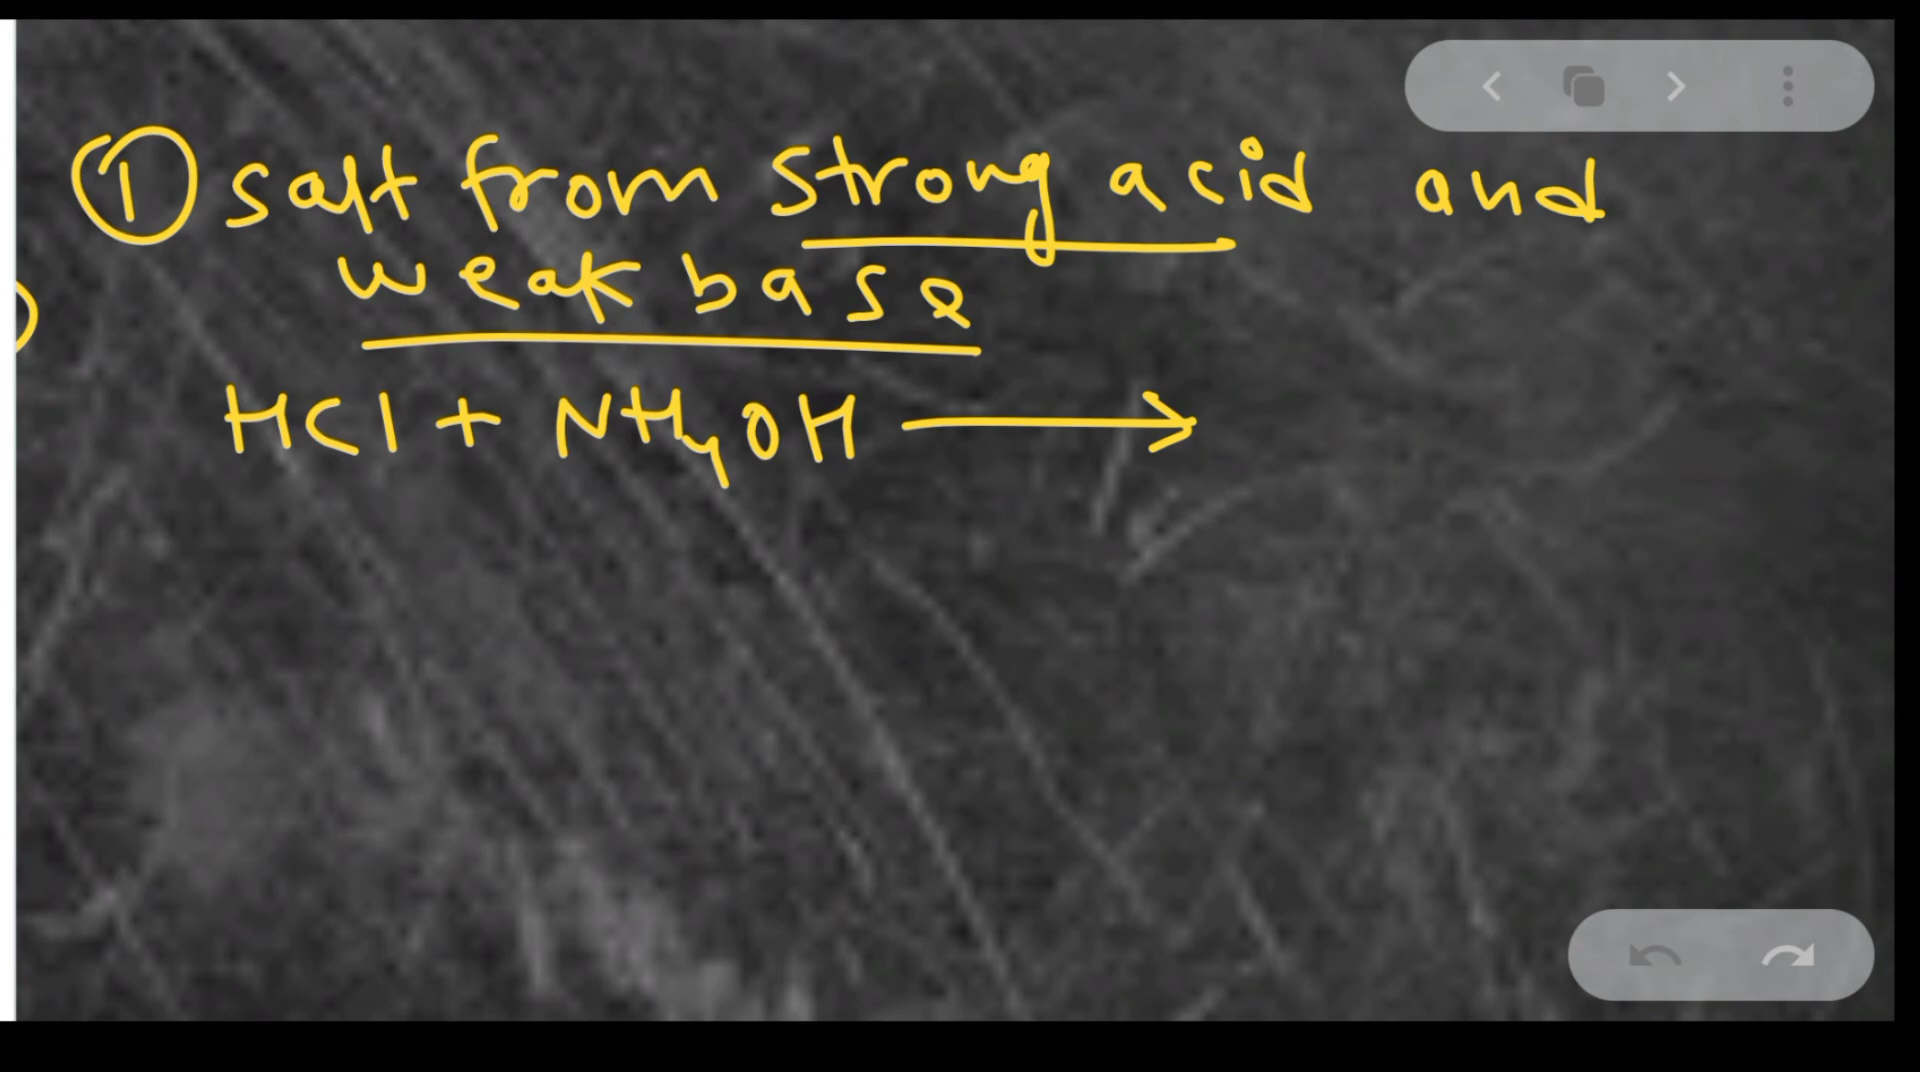 ① salt from strong acid and
weak base
HCl + NH4OH ⟶